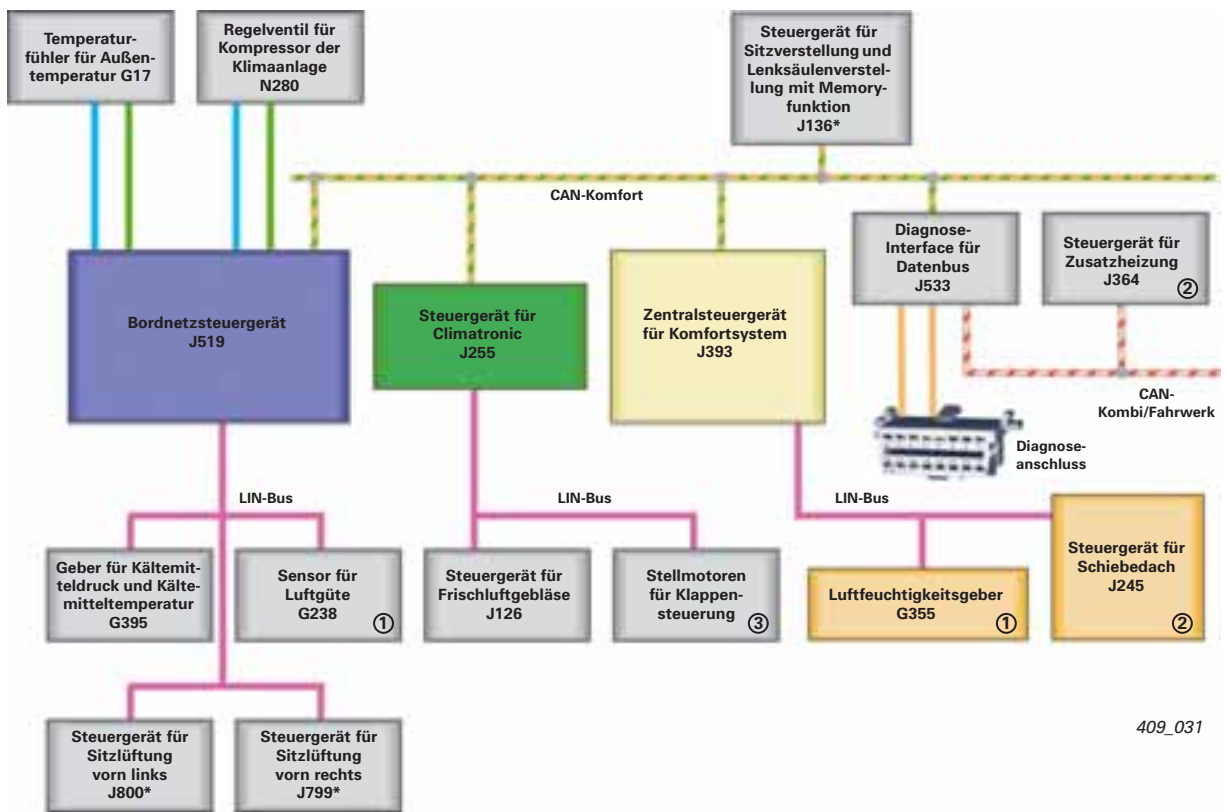 Temperatur-
fühler für Außen-
temperatur G17
Regelventil für
Kompressor der
Klimaanlage
N280
Steuergerät für
Sitzverstellung und
Lenksäulenverstel-
lung mit Memory-
funktion
J136*
CAN-Komfort
Bordnetzsteuergerät
J519
Steuergerät für
Climatronic
J255
Zentralsteuergerät
für Komfortsystem
J393
Diagnose-
Interface für
Datenbus
J533
Steuergerät für
Zusatzheizung
J364
②
CAN-
Kombi/Fahrwerk
Diagnose-
anschluss
LIN-Bus
LIN-Bus
LIN-Bus
Geber für Kältemit-
teldruck und Kälte-
mitteltemperatur
G395
Sensor für
Luftgüte
G238
①
Steuergerät für
Frischluftgebläse
J126
Stellmotoren
für Klappen-
steuerung
③
Luftfeuchtigkeitsgeber
G355
①
Steuergerät für
Schiebedach
J245
②
Steuergerät für
Sitzlüftung
vorn links
J800*
Steuergerät für
Sitzlüftung
vorn rechts
J799*
409_031